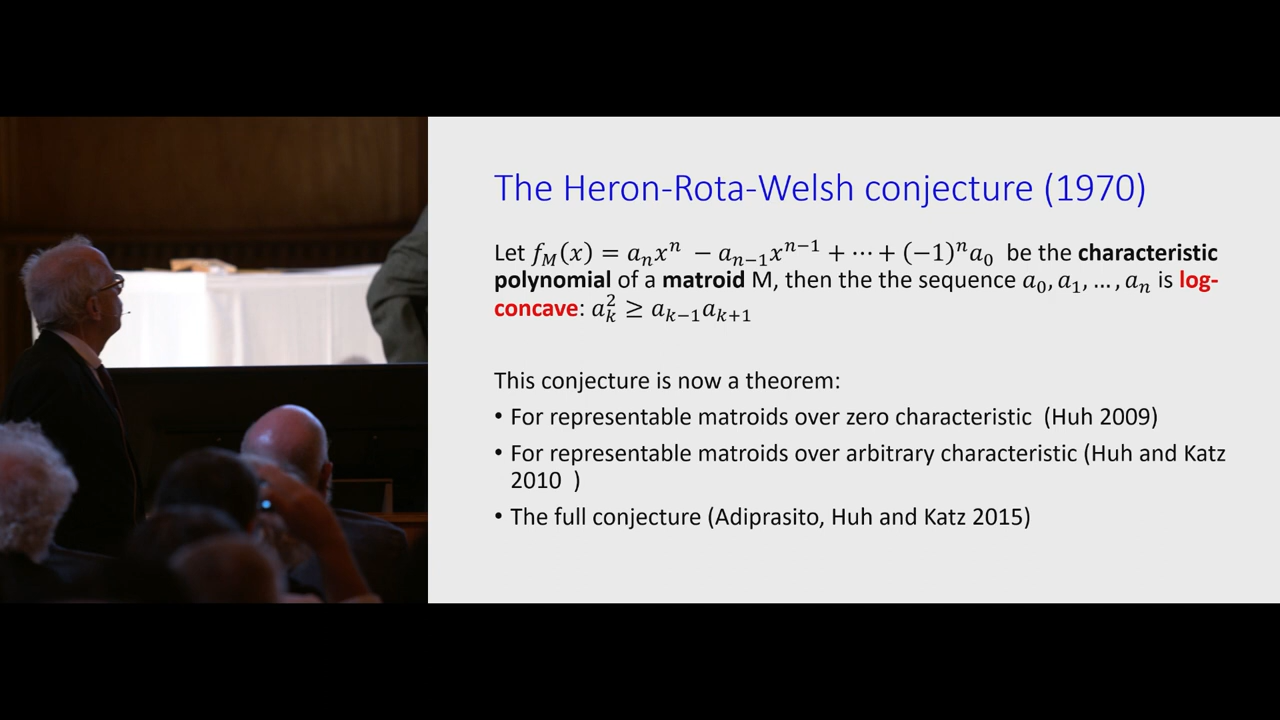 The Heron-Rota-Welsh conjecture (1970)
Let f_M(x) = a_n x^n − a_{n−1} x^{n−1} + ⋯ + (−1)^n a_0 be the characteristic
polynomial of a matroid M, then the the sequence a_0, a_1, … , a_n is log-
concave: a_k^2 ≥ a_{k−1} a_{k+1}
This conjecture is now a theorem:
• For representable matroids over zero characteristic (Huh 2009)
• For representable matroids over arbitrary characteristic (Huh and Katz
2010 )
• The full conjecture (Adiprasito, Huh and Katz 2015)